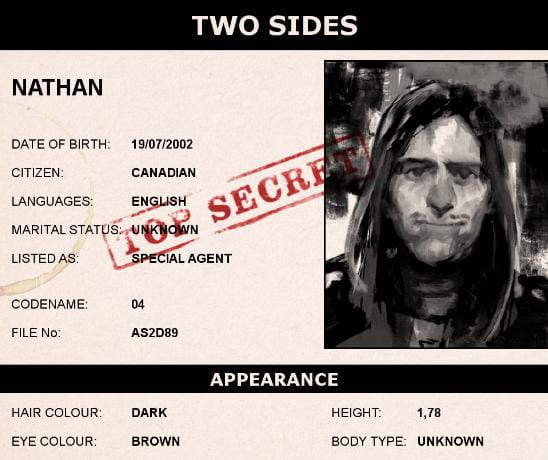 TWO SIDES
NATHAN
DATE OF BIRTH: 19/07/2002
CITIZEN: CANADIAN
LANGUAGES: ENGLISH
MARITAL STATUS: UNKNOWN
LISTED AS: SPECIAL AGENT
TOP SECRET
CODENAME: 04
FILE No: AS2D89
APPEARANCE
HAIR COLOUR: DARK
HEIGHT: 1,78
EYE COLOUR: BROWN
BODY TYPE: UNKNOWN